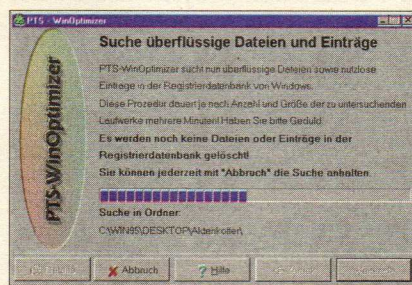 PTS - WinOptimizer
PTS-WinOptimizer
Suche überflüssige Dateien und Einträge
PTS-WinOptimizer sucht nun überflüssige Dateien sowie nutzlose
Einträge in der Registrierdatenbank von Windows.
Diese Prozedur dauert je nach Anzahl und Größe der zu untersuchenden
Laufwerke mehrere Minuten! Haben Sie bitte Geduld.
Es werden noch keine Dateien oder Einträge in der
Registrierdatenbank gelöscht!
Sie können jederzeit mit "Abbruch" die Suche anhalten.
Suche in Ordner:
C:\WIN95\DESKTOP\Aldenkofen\
Abbruch
? Hilfe